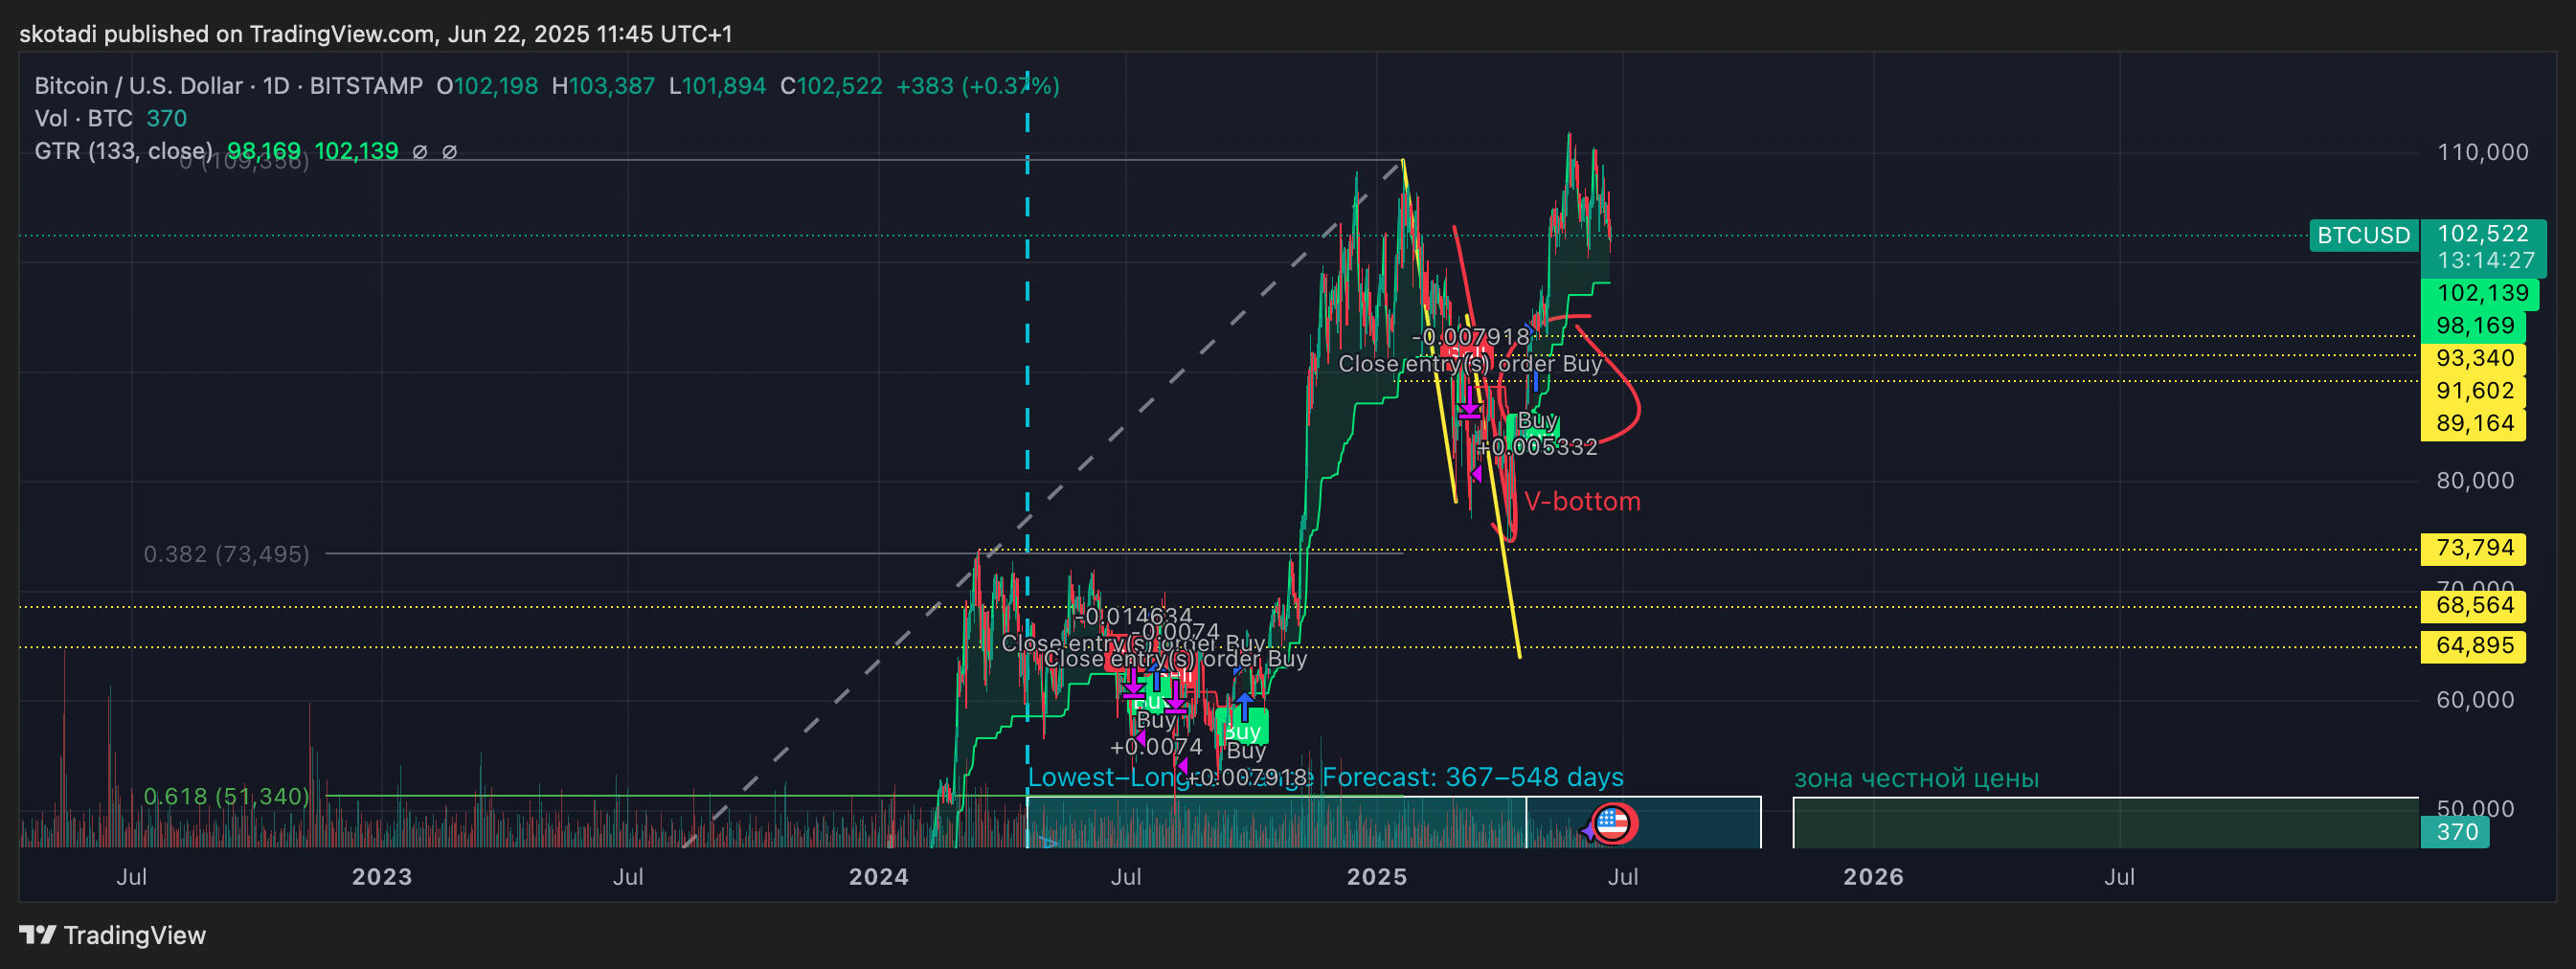 skotadi published on TradingView.com, Jun 22, 2025 11:45 UTC+1
Bitcoin / U.S. Dollar · 1D · BITSTAMP O102,198 H103,387 L101,894 C102,522 +383 (+0.37%)
Vol · BTC 370
GTR (133, close) 98,169 102,139 ∅ ∅
0 (109,356)
110,000
BTCUSD 102,522
13:14:27
102,139
98,169
-0.007918
93,340
Close entry(s) order Buy
91,602
89,164
Buy
+0.005332
80,000
V-bottom
0.382 (73,495)
73,794
70,000
68,564
-0.014634
-0.0074
Close entry(s) order Buy
64,895
Close entry(s) order Buy
Sell
Buy
60,000
Buy
Buy
+0.0074
Buy
+0.007918
Forecast: 367–548 days
зона честной цены
0.618 (51,340)
50,000
370
Jul 2023 Jul 2024 Jul 2025 Jul 2026 Jul
TradingView